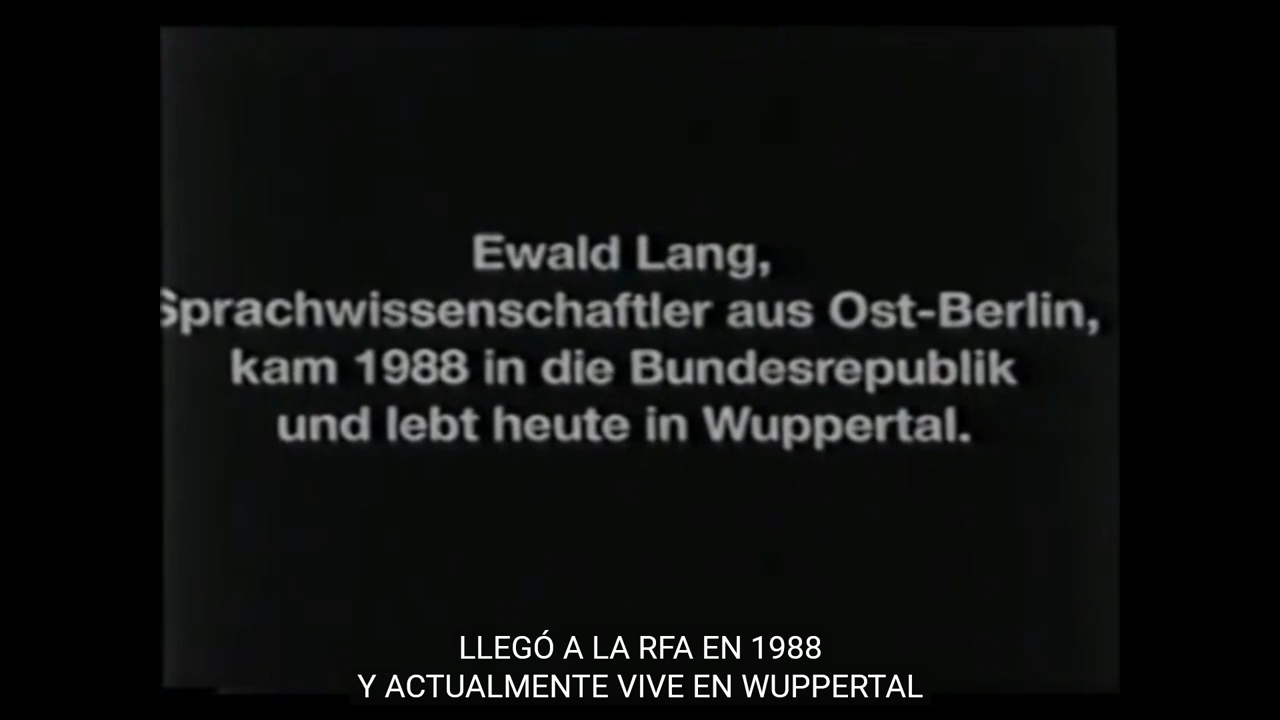 Ewald Lang,
Sprachwissenschaftler aus Ost-Berlin,
kam 1988 in die Bundesrepublik
und lebt heute in Wuppertal.
LLEGÓ A LA RFA EN 1988
Y ACTUALMENTE VIVE EN WUPPERTAL